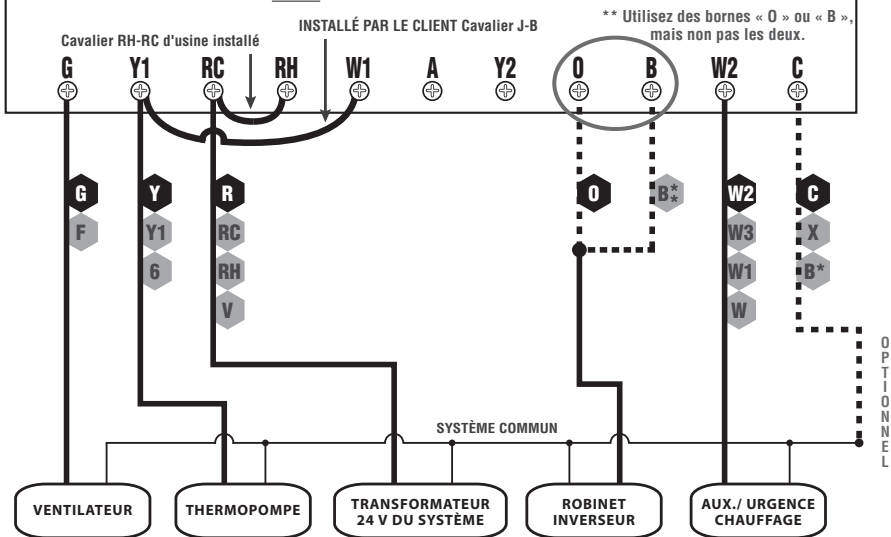 ** Utilisez des bornes « O » ou « B »,
mais non pas les deux.
INSTALLÉ PAR LE CLIENT Cavalier J-B
Cavalier RH-RC d'usine installé
G Y1 RC RH W1 A Y2 O B W2 C
G Y R O B** W2 C
F Y1 RC W3 X
6 RH W1 B*
V W
OPTIONNEL
SYSTÈME COMMUN
VENTILATEUR
THERMOPOMPE
TRANSFORMATEUR
24 V DU SYSTÈME
ROBINET
INVERSEUR
AUX./ URGENCE
CHAUFFAGE